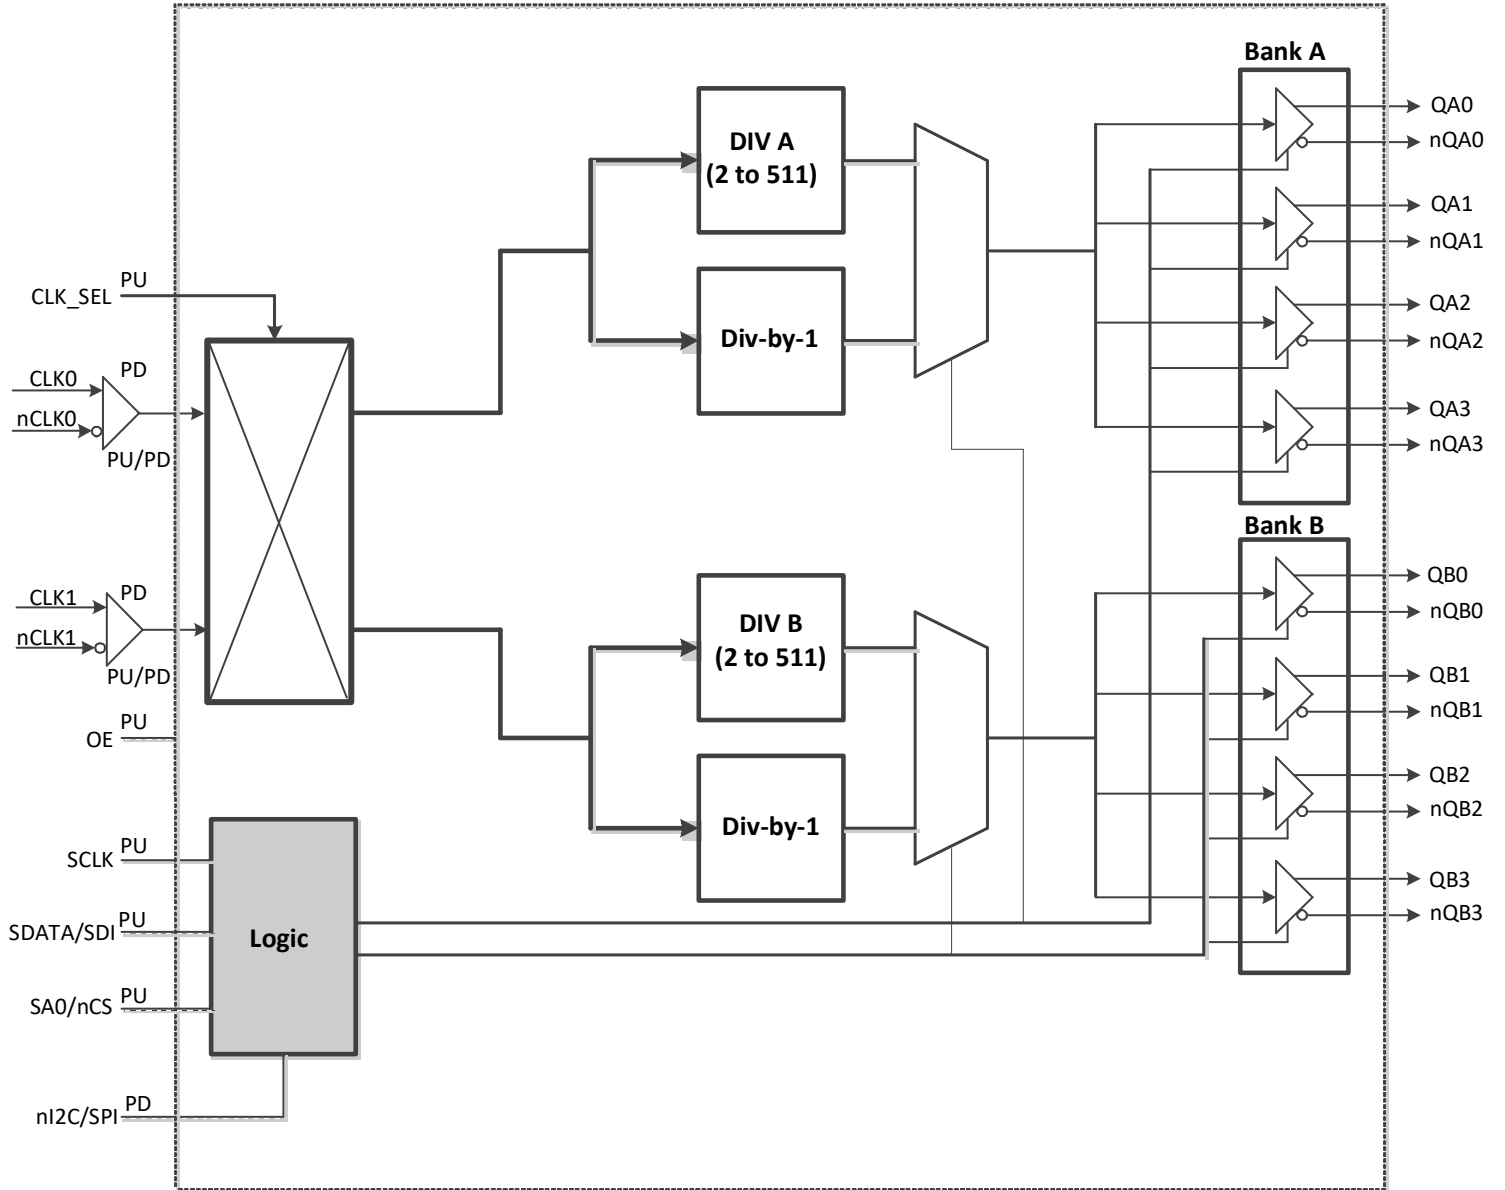 Bank A
QA0
nQA0
QA1
nQA1
QA2
nQA2
QA3
nQA3
DIV A
(2 to 511)
Div-by-1
PU
CLK_SEL
CLK0
PD
nCLK0
PU/PD
CLK1
PD
nCLK1
PU/PD
PU
OE
DIV B
(2 to 511)
Div-by-1
Bank B
QB0
nQB0
QB1
nQB1
QB2
nQB2
QB3
nQB3
SCLK PU
SDATA/SDI PU
SA0/nCS PU
Logic
nI2C/SPI PD